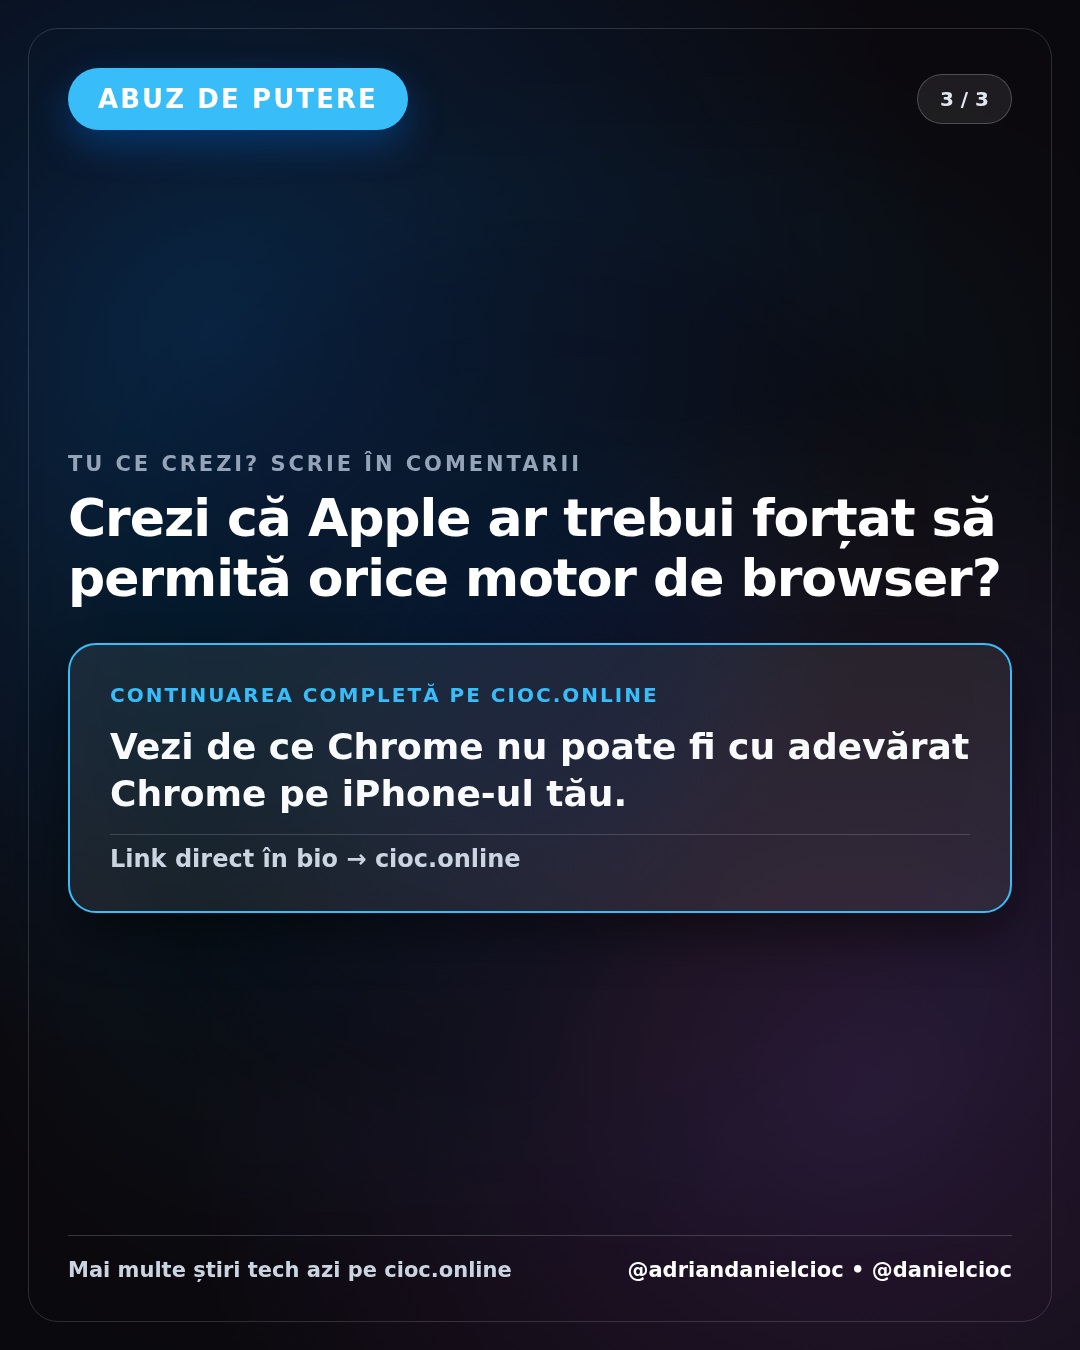 ABUZ DE PUTERE
3 / 3
TU CE CREZI? SCRIE ÎN COMENTARII
Crezi că Apple ar trebui forțat să
permită orice motor de browser?
CONTINUAREA COMPLETĂ PE CIOC.ONLINE
Vezi de ce Chrome nu poate fi cu adevărat
Chrome pe iPhone-ul tău.
Link direct în bio → cioc.online
Mai multe știri tech azi pe cioc.online
@adriandanielcioc • @danielcioc